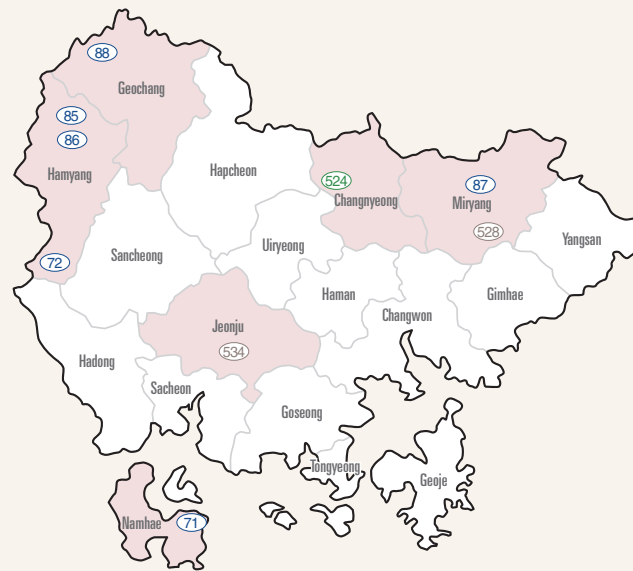 88
Geochang
85
86
Hamyang
Hapcheon
524
Changnyeong
87
Miryang
528
Yangsan
72
Sancheong
Uiryeong
Haman
Changwon
Gimhae
Jeonju
534
Hadong
Sacheon
Goseong
Tongyeong
Geoje
Namhae
71